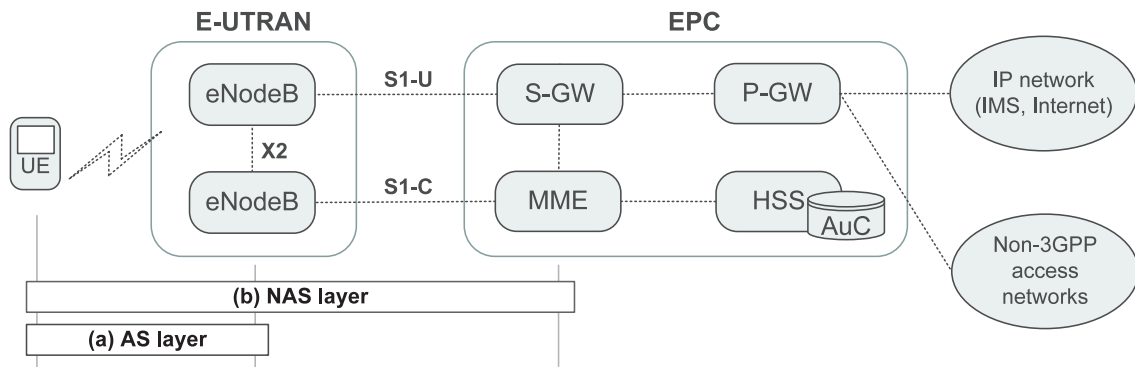 E-UTRAN
EPC
eNodeB
S1-U
S-GW
P-GW
IP network
(IMS, Internet)
UE
X2
eNodeB
S1-C
MME
HSS
AuC
Non-3GPP
access
networks
(b) NAS layer
(a) AS layer